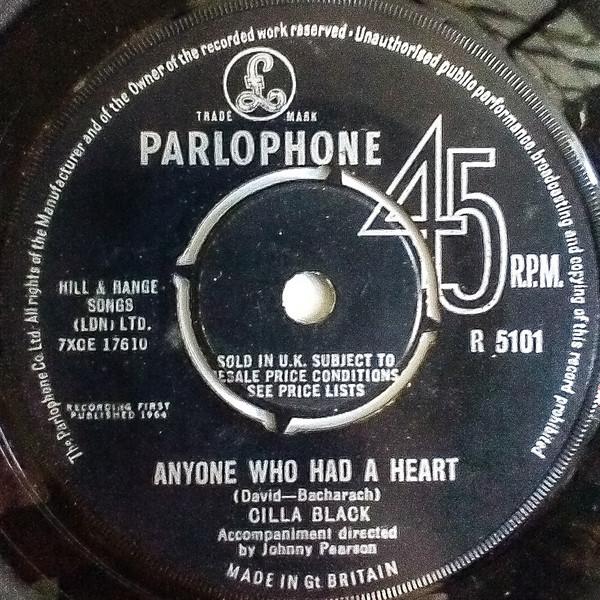 The Parlophone Co. Ltd. All rights of the Manufacturer and of the Owner of the recorded work reserved · Unauthorised public performance, broadcasting and copying of this record prohibited
£
TRADE MARK
PARLOPHONE
45
R.P.M.
HILL & RANGE
SONGS
(LDN) LTD.
7XCE 17610
R 5101
SOLD IN U.K. SUBJECT TO
RESALE PRICE CONDITIONS
SEE PRICE LISTS
RECORDING FIRST
PUBLISHED 1964
ANYONE WHO HAD A HEART
(David—Bacharach)
CILLA BLACK
Accompaniment directed
by Johnny Pearson
MADE IN Gt BRITAIN